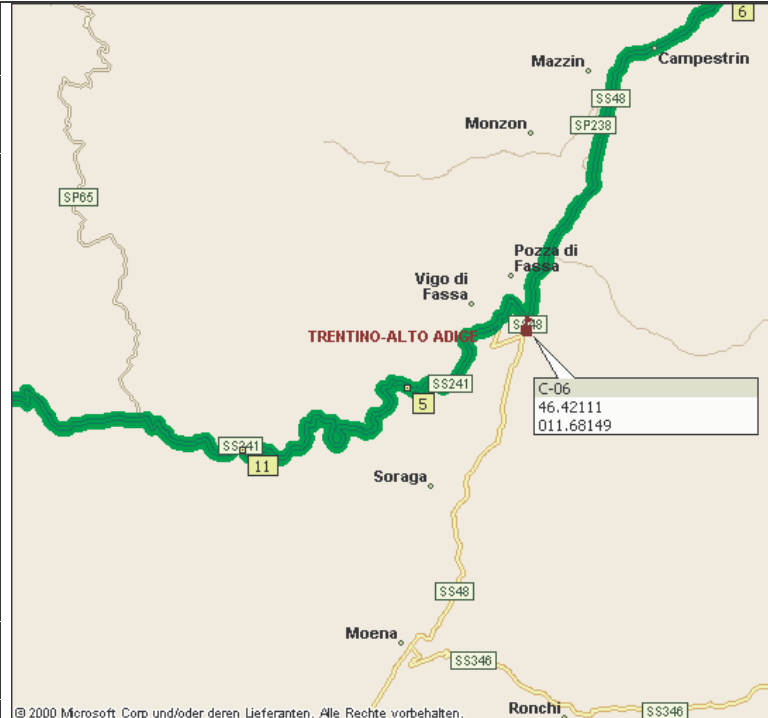 6
Campestrin
Mazzin
SS48
SP238
Monzon
SP65
Pozza di
Fassa
Vigo di
Fassa
SS48
TRENTINO-ALTO ADIGE
SS241
5
C-06
46.42111
011.68149
SS241
11
Soraga
SS48
Moena
SS346
Ronchi
SS346
© 2000 Microsoft Corp und/oder deren Lieferanten. Alle Rechte vorbehalten.